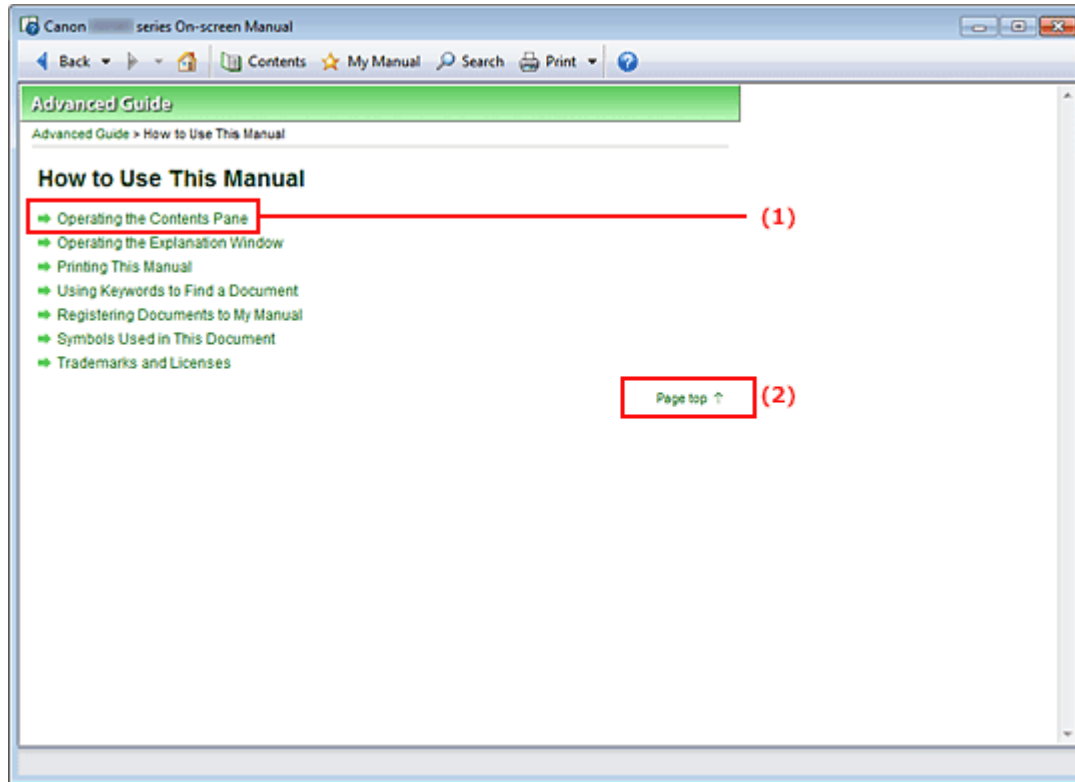 Canon series On-screen Manual
Back Contents My Manual Search Print
Advanced Guide
Advanced Guide > How to Use This Manual
How to Use This Manual
Operating the Contents Pane (1)
Operating the Explanation Window
Printing This Manual
Using Keywords to Find a Document
Registering Documents to My Manual
Symbols Used in This Document
Trademarks and Licenses
Page top ↑ (2)